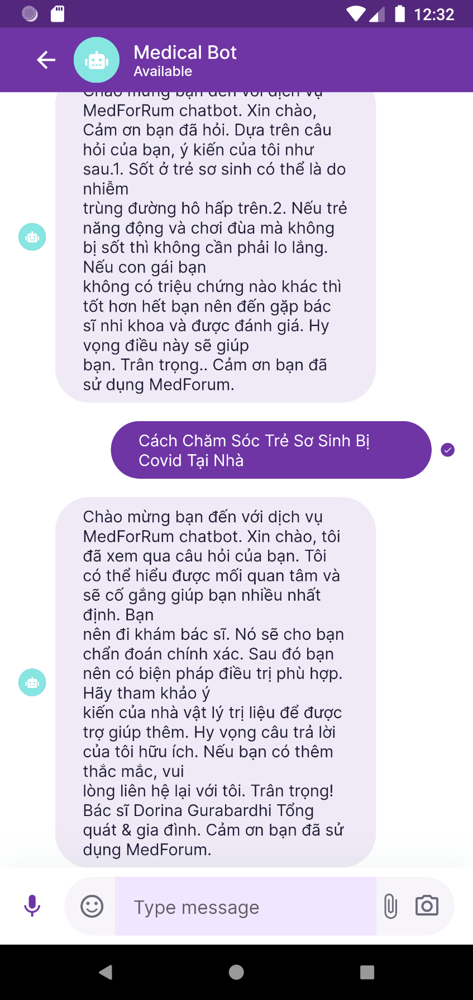 12:32
Medical Bot
Available
Chào mừng bạn đến với dịch vụ
MedForRum chatbot. Xin chào,
Cảm ơn bạn đã hỏi. Dựa trên câu
hỏi của bạn, ý kiến của tôi như
sau.1. Sốt ở trẻ sơ sinh có thể là do
nhiễm
trùng đường hô hấp trên.2. Nếu trẻ
năng động và chơi đùa mà không
bị sốt thì không cần phải lo lắng.
Nếu con gái bạn
không có triệu chứng nào khác thì
tốt hơn hết bạn nên đến gặp bác
sĩ nhi khoa và được đánh giá. Hy
vọng điều này sẽ giúp
bạn. Trân trọng.. Cảm ơn bạn đã
sử dụng MedForum.
Cách Chăm Sóc Trẻ Sơ Sinh Bị
Covid Tại Nhà
Chào mừng bạn đến với dịch vụ
MedForRum chatbot. Xin chào, tôi
đã xem qua câu hỏi của bạn. Tôi
có thể hiểu được mối quan tâm và
sẽ cố gắng giúp bạn nhiều nhất
định. Bạn
nên đi khám bác sĩ. Nó sẽ cho bạn
chẩn đoán chính xác. Sau đó bạn
nên có biện pháp điều trị phù hợp.
Hãy tham khảo ý
kiến của nhà vật lý trị liệu để được
trợ giúp thêm. Hy vọng câu trả lời
của tôi hữu ích. Nếu bạn có thêm
thắc mắc, vui
lòng liên hệ lại với tôi. Trân trọng!
Bác sĩ Dorina Gurabardhi Tổng
quát & gia đình. Cảm ơn bạn đã sử
dụng MedForum.
Type message